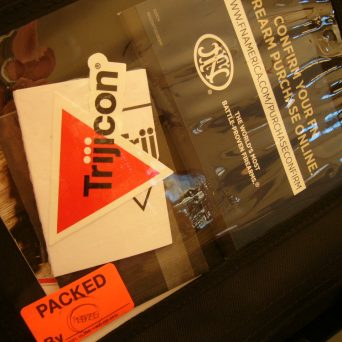 CONFIRM YOUR FN
FIREARM PURCHASE ONLINE.
WWW.FNAMERICA.COM/PURCHASECONFIRM
FN
THE WORLD'S MOST
BATTLE-PROVEN FIREARMS.®
Trijicon®
Trij
PACKED
By